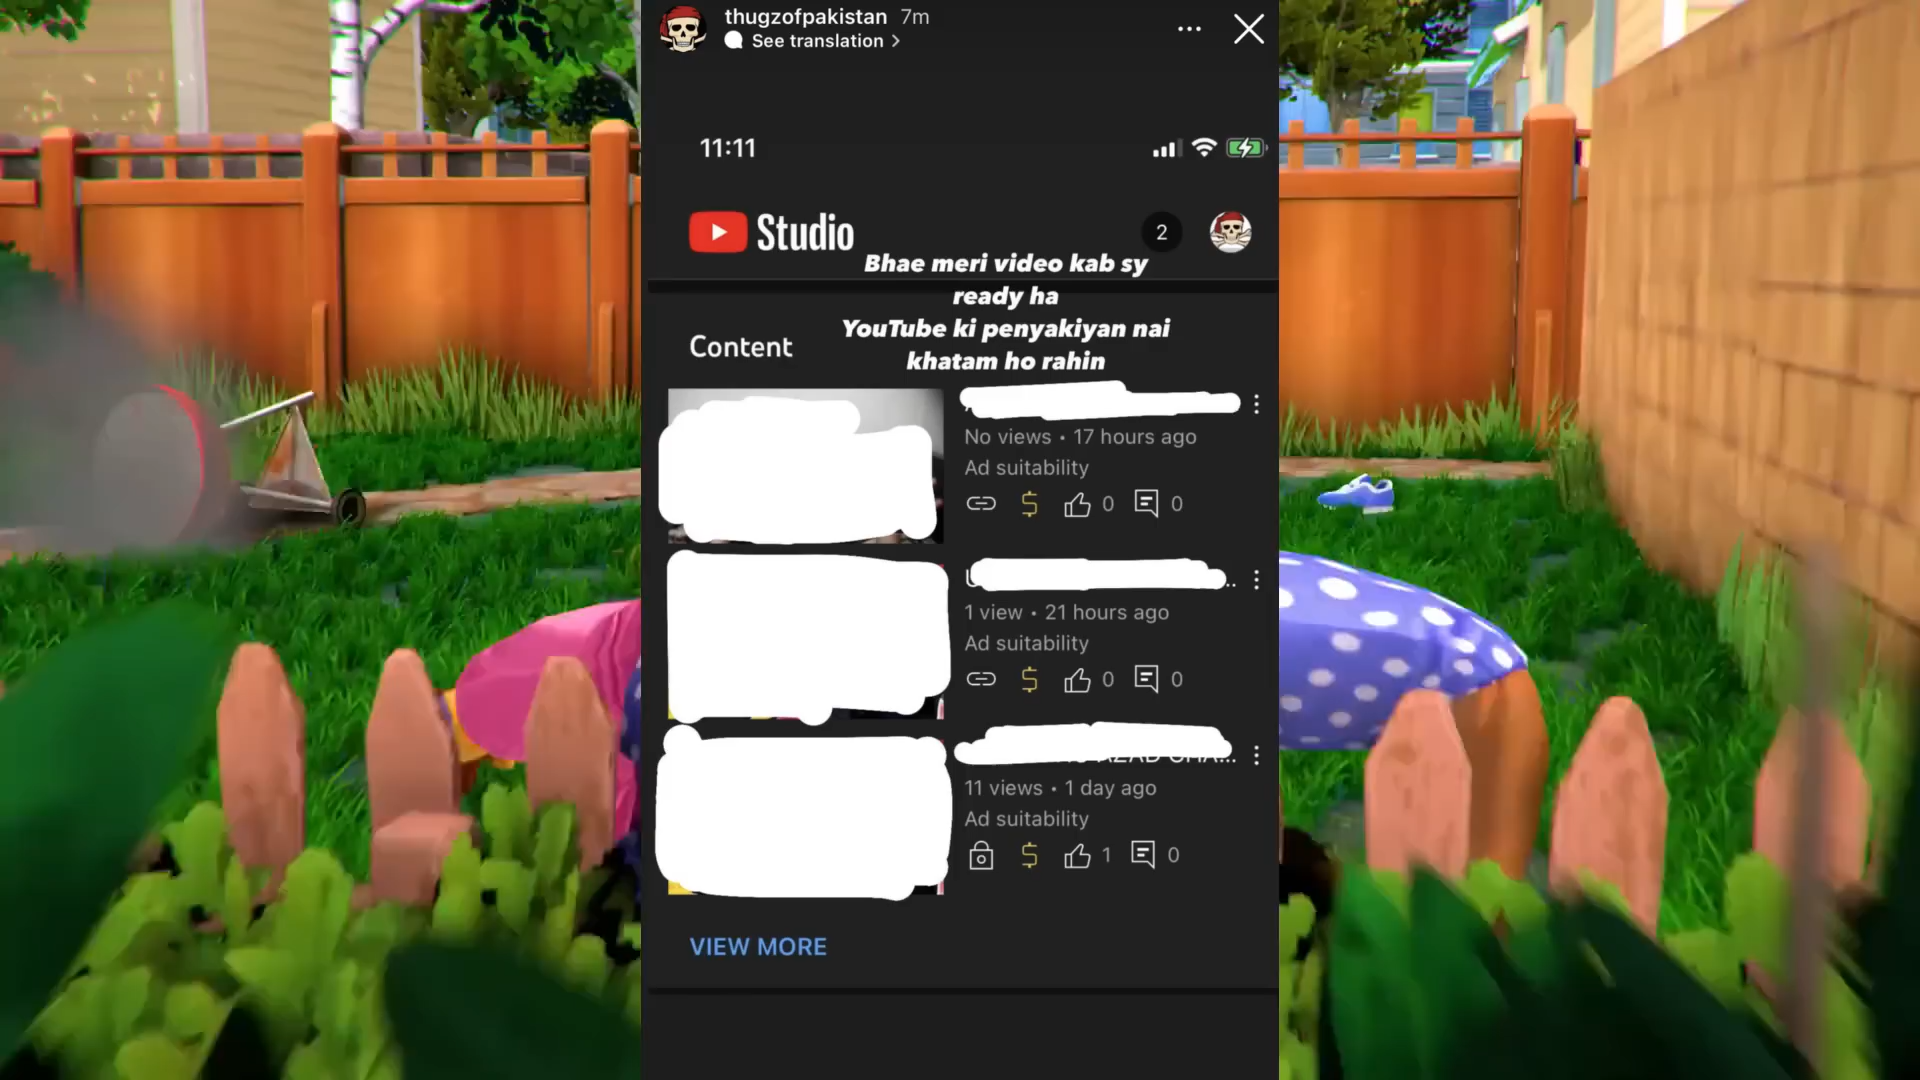 thugzofpakistan 7m
See translation >
11:11
Studio
2
Bhae meri video kab sy
ready ha
YouTube ki penyakiyan nai
khatam ho rahin
Content
No views • 17 hours ago
Ad suitability
0 0
1 view • 21 hours ago
Ad suitability
0 0
11 views • 1 day ago
Ad suitability
1 0
VIEW MORE